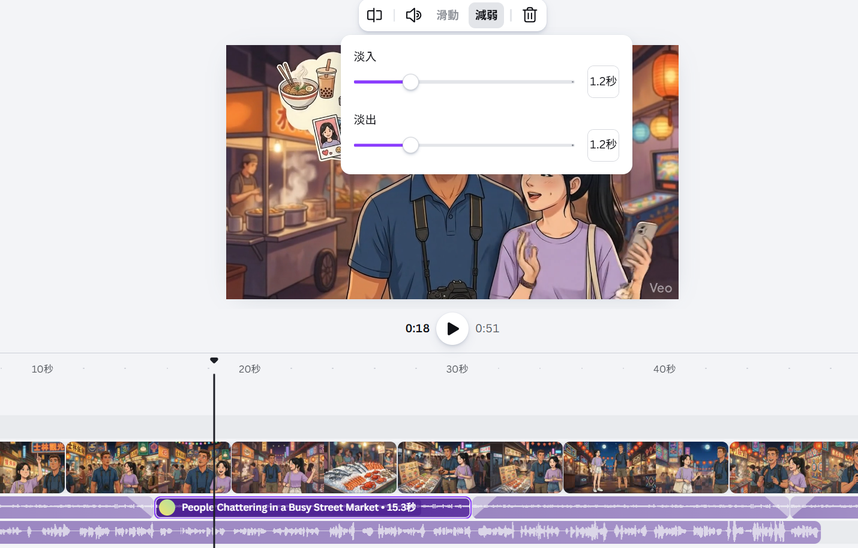 滑動
減弱
淡入
1.2秒
淡出
1.2秒
Veo
0:18
0:51
10秒
20秒
30秒
40秒
People Chattering in a Busy Street Market • 15.3秒